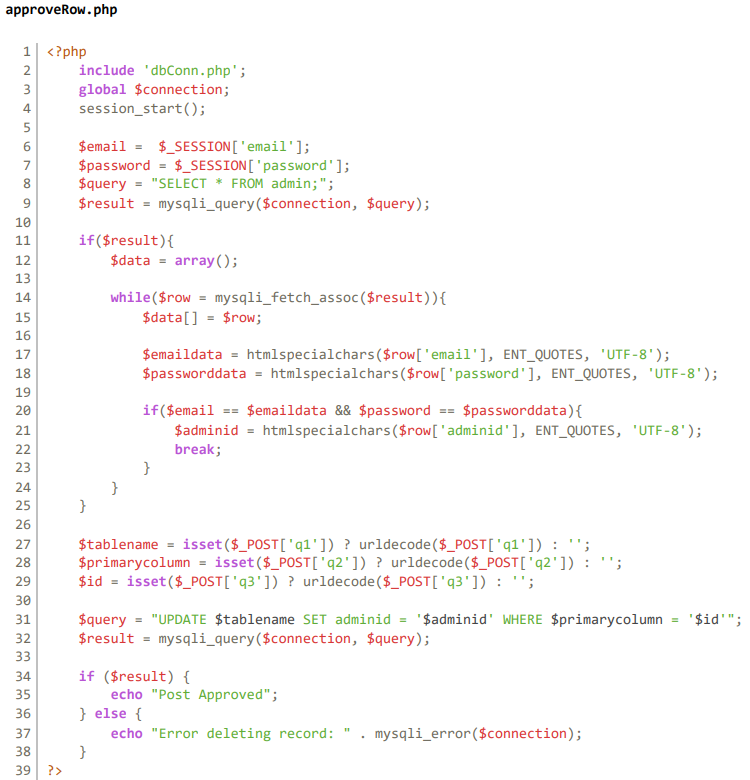 approveRow.php
1 <?php
2     include 'dbConn.php';
3     global $connection;
4     session_start();
5
6     $email =  $_SESSION['email'];
7     $password = $_SESSION['password'];
8     $query = "SELECT * FROM admin;";
9     $result = mysqli_query($connection, $query);
10
11     if($result){
12         $data = array();
13
14         while($row = mysqli_fetch_assoc($result)){
15             $data[] = $row;
16
17             $emaildata = htmlspecialchars($row['email'], ENT_QUOTES, 'UTF-8');
18             $passworddata = htmlspecialchars($row['password'], ENT_QUOTES, 'UTF-8');
19
20             if($email == $emaildata && $password == $passworddata){
21                 $adminid = htmlspecialchars($row['adminid'], ENT_QUOTES, 'UTF-8');
22                 break;
23             }
24         }
25     }
26
27     $tablename = isset($_POST['q1']) ? urldecode($_POST['q1']) : '';
28     $primarycolumn = isset($_POST['q2']) ? urldecode($_POST['q2']) : '';
29     $id = isset($_POST['q3']) ? urldecode($_POST['q3']) : '';
30
31     $query = "UPDATE $tablename SET adminid = '$adminid' WHERE $primarycolumn = '$id'";
32     $result = mysqli_query($connection, $query);
33
34     if ($result) {
35         echo "Post Approved";
36     } else {
37         echo "Error deleting record: " . mysqli_error($connection);
38     }
39 ?>